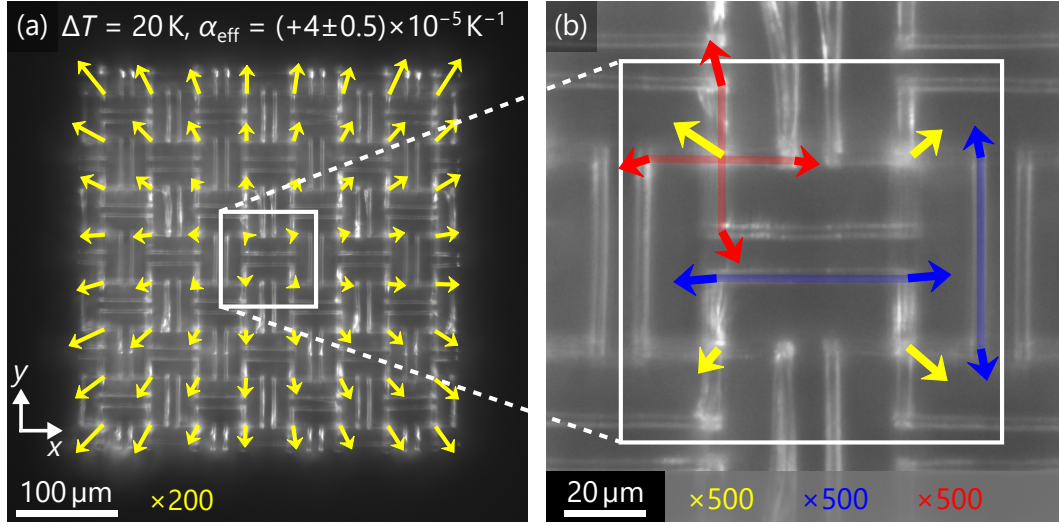 (a) ΔT = 20 K, αeff = (+4±0.5)×10⁻⁵ K⁻¹
y
x
100 µm ×200
(b)
20 µm ×500 ×500 ×500